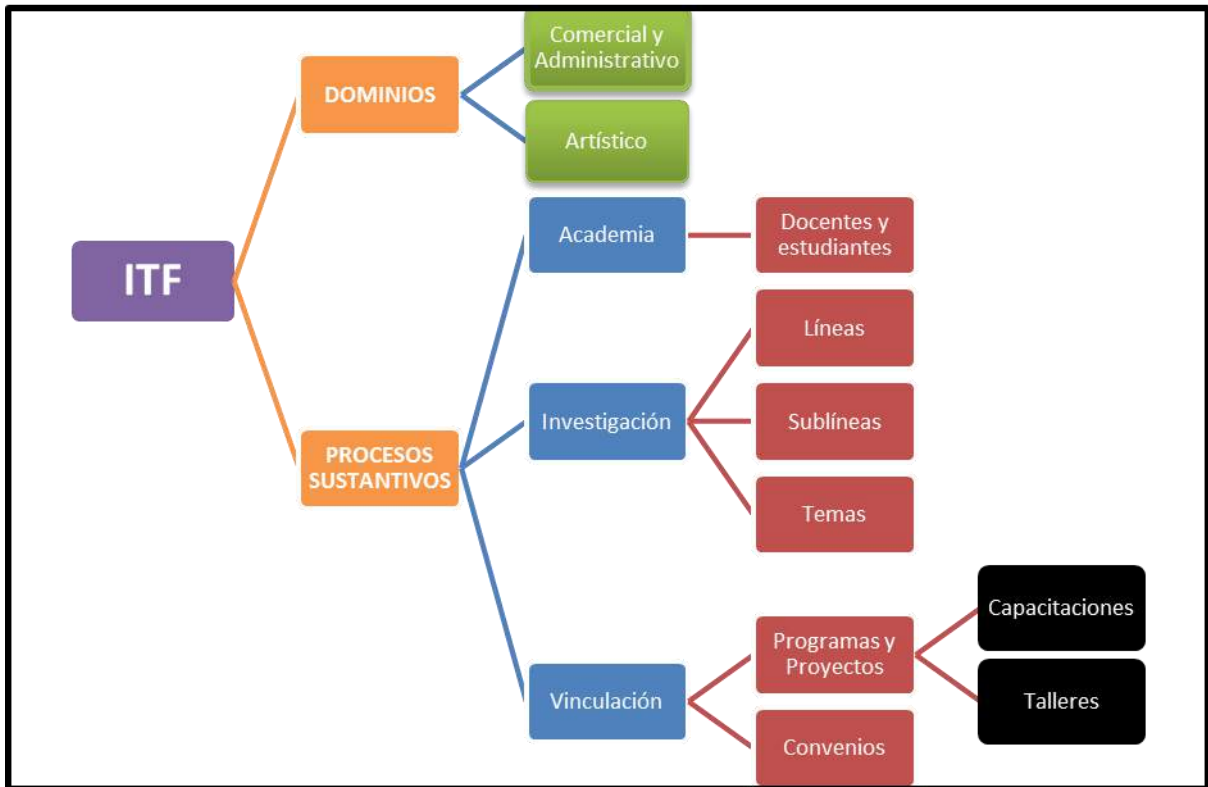 ITF
DOMINIOS
Comercial y
Administrativo
Artístico
PROCESOS
SUSTANTIVOS
Academia
Docentes y
estudiantes
Investigación
Líneas
Sublíneas
Temas
Vinculación
Programas y
Proyectos
Capacitaciones
Talleres
Convenios